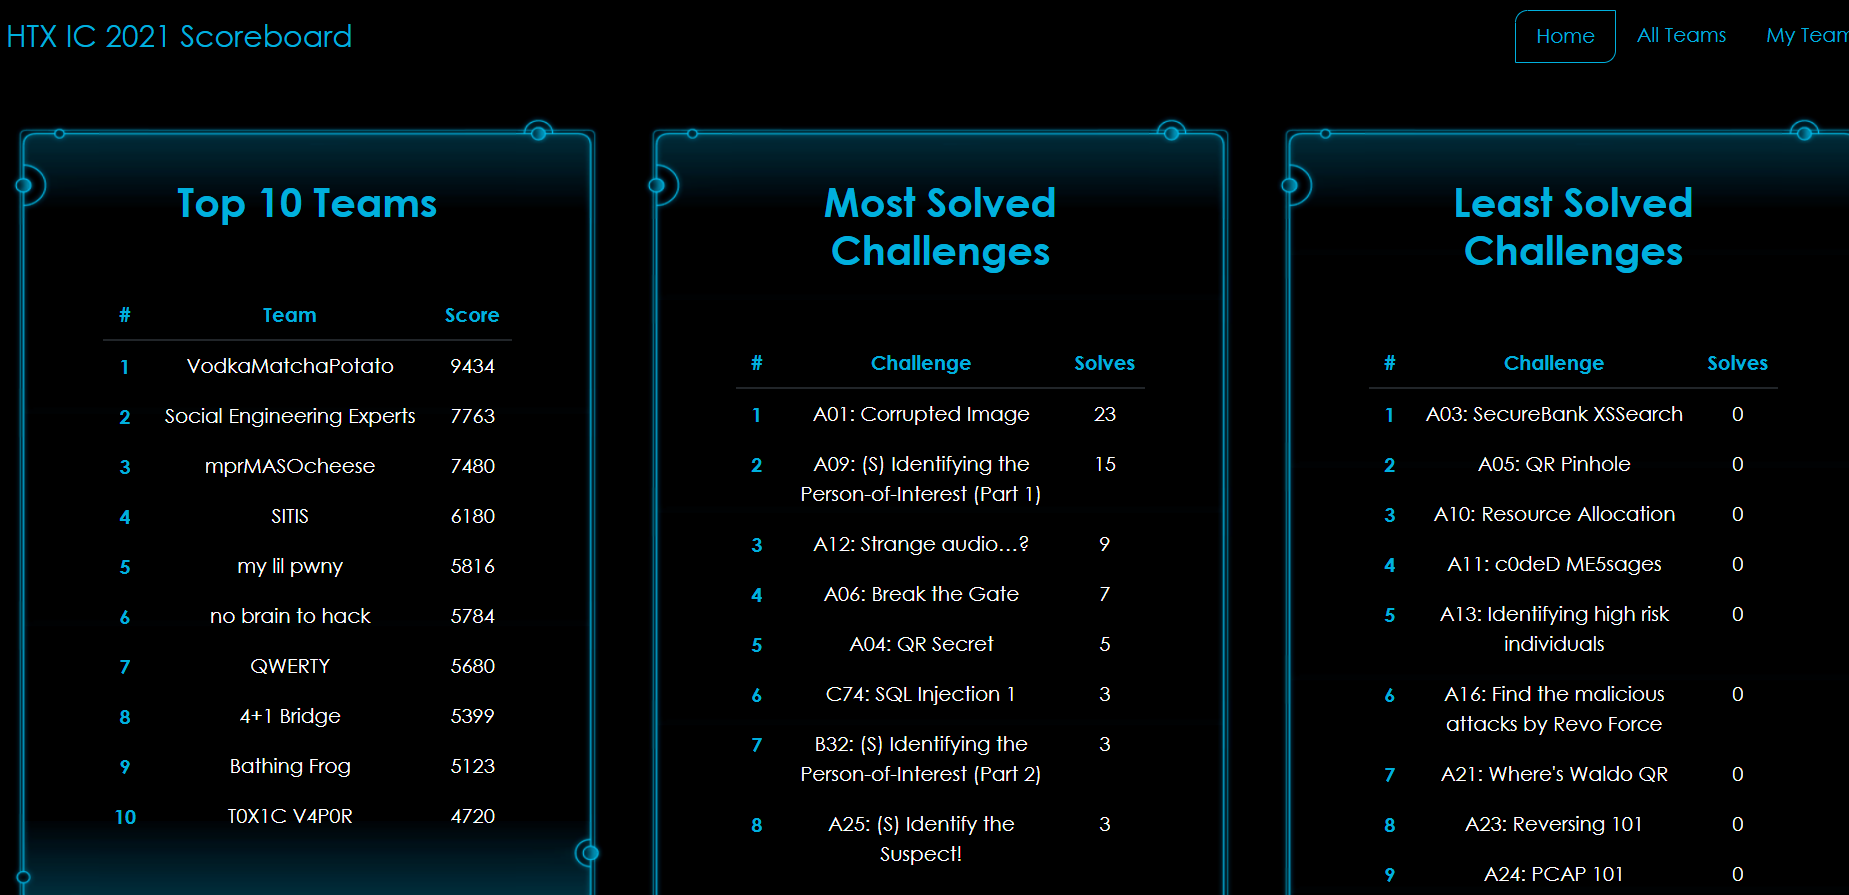 HTX IC 2021 Scoreboard
Home
All Teams
My Team
Top 10 Teams
# Team Score
1 VodkaMatchaPotato 9434
2 Social Engineering Experts 7763
3 mprMASOcheese 7480
4 SITIS 6180
5 my lil pwny 5816
6 no brain to hack 5784
7 QWERTY 5680
8 4+1 Bridge 5399
9 Bathing Frog 5123
10 T0X1C V4P0R 4720
Most Solved
Challenges
# Challenge Solves
1 A01: Corrupted Image 23
2 A09: (S) Identifying the 15
Person-of-Interest (Part 1)
3 A12: Strange audio...? 9
4 A06: Break the Gate 7
5 A04: QR Secret 5
6 C74: SQL Injection 1 3
7 B32: (S) Identifying the 3
Person-of-Interest (Part 2)
8 A25: (S) Identify the 3
Suspect!
Least Solved
Challenges
# Challenge Solves
1 A03: SecureBank XSSearch 0
2 A05: QR Pinhole 0
3 A10: Resource Allocation 0
4 A11: c0deD ME5sages 0
5 A13: Identifying high risk 0
individuals
6 A16: Find the malicious 0
attacks by Revo Force
7 A21: Where's Waldo QR 0
8 A23: Reversing 101 0
9 A24: PCAP 101 0